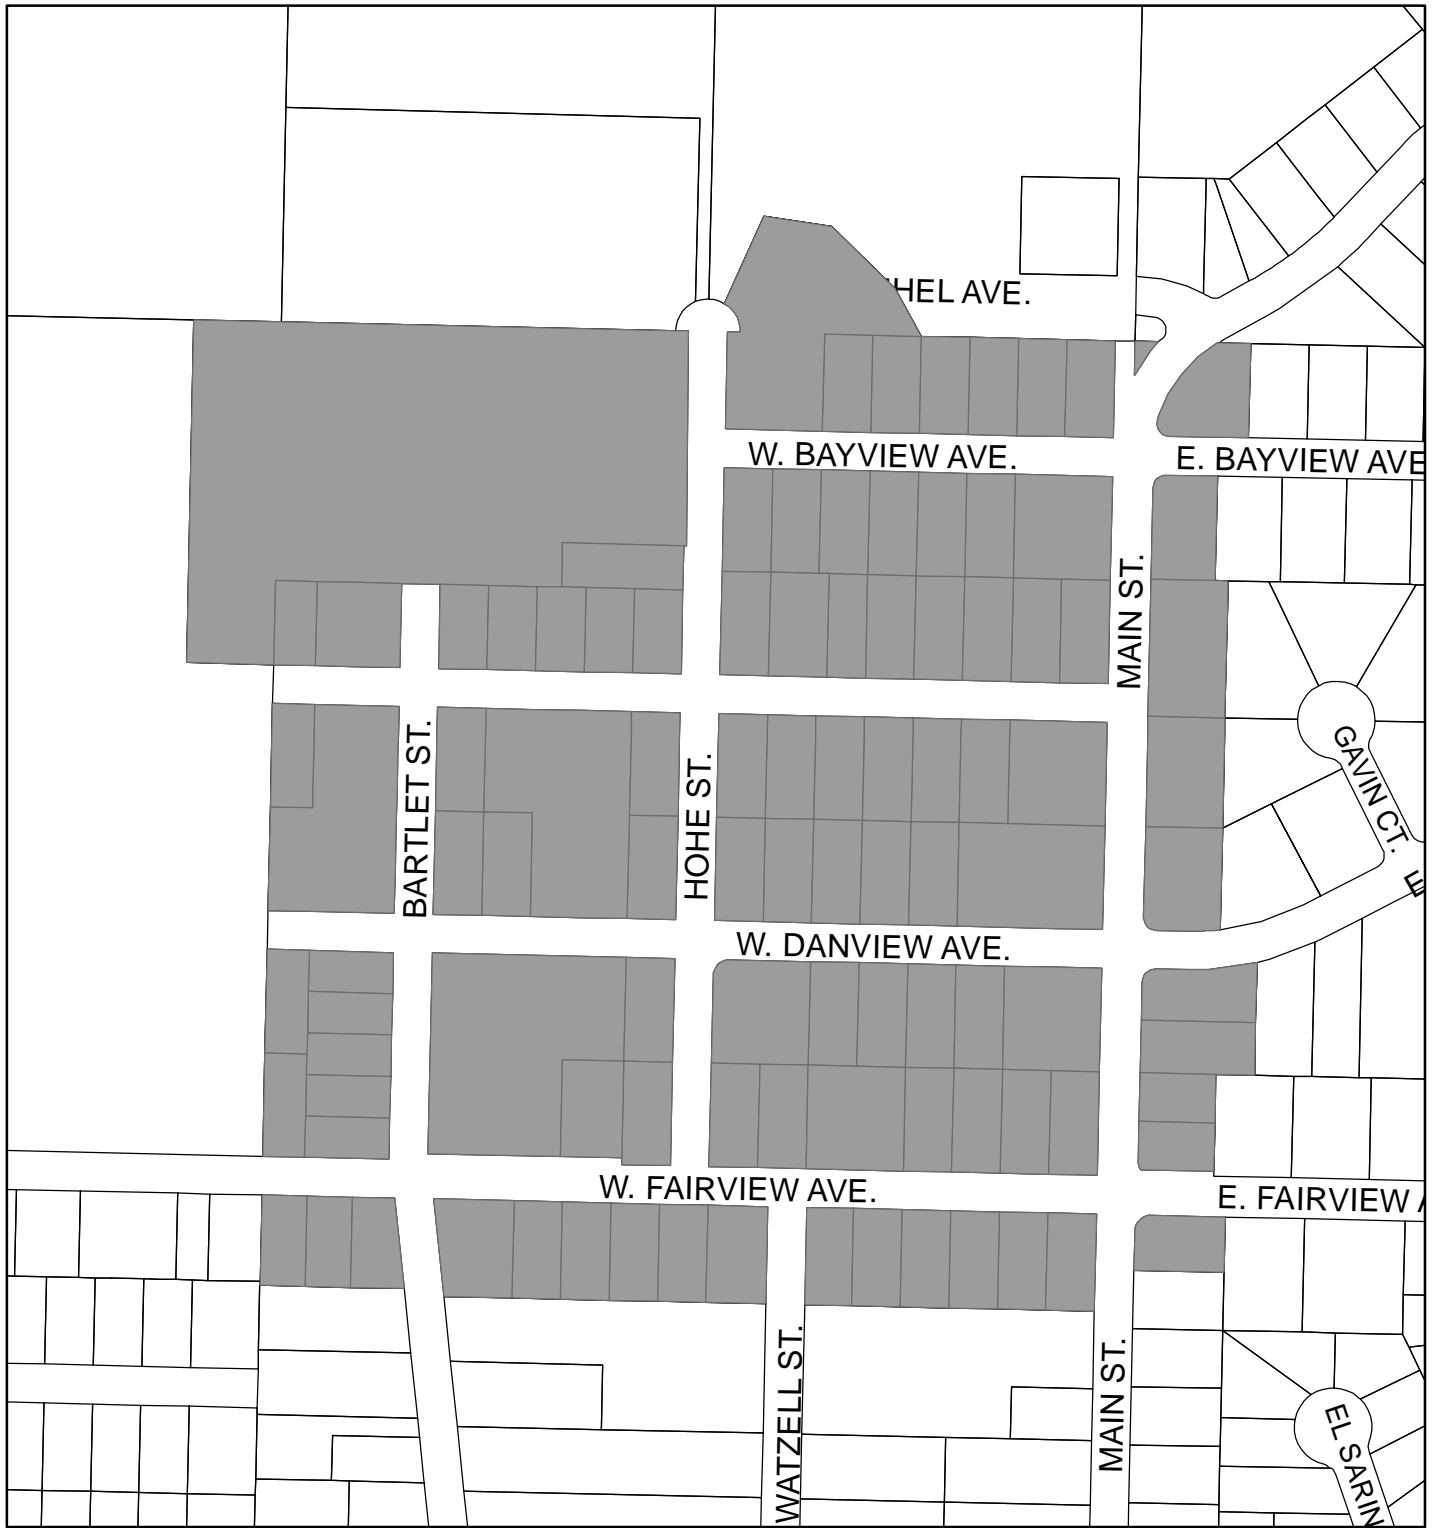 HEL AVE.
W. BAYVIEW AVE.
E. BAYVIEW AVE
MAIN ST.
BARTLET ST.
HOHE ST.
GAVIN CT.
E
W. DANVIEW AVE.
W. FAIRVIEW AVE.
E. FAIRVIEW A
WATZELL ST.
MAIN ST.
EL SARIN